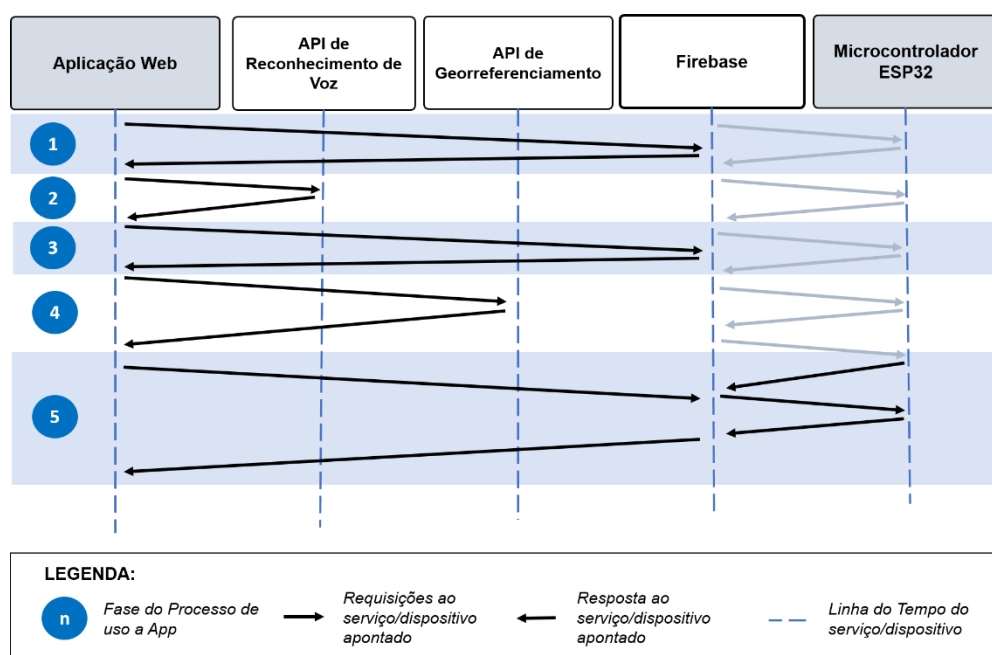 Aplicação Web
API de
Reconhecimento de
Voz
API de
Georreferenciamento
Firebase
Microcontrolador
ESP32
1
2
3
4
5
LEGENDA:
n
Fase do Processo de
uso a App
Requisições ao
serviço/dispositivo
apontado
Resposta ao
serviço/dispositivo
apontado
Linha do Tempo do
serviço/dispositivo